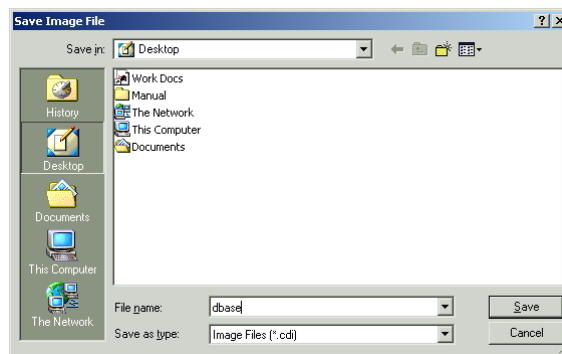 Save Image File
Save in:
Desktop
History
Desktop
Documents
This Computer
The Network
Work Docs
Manual
The Network
This Computer
Documents
File name:
dbase
Save
Save as type:
Image Files (*.cdi)
Cancel